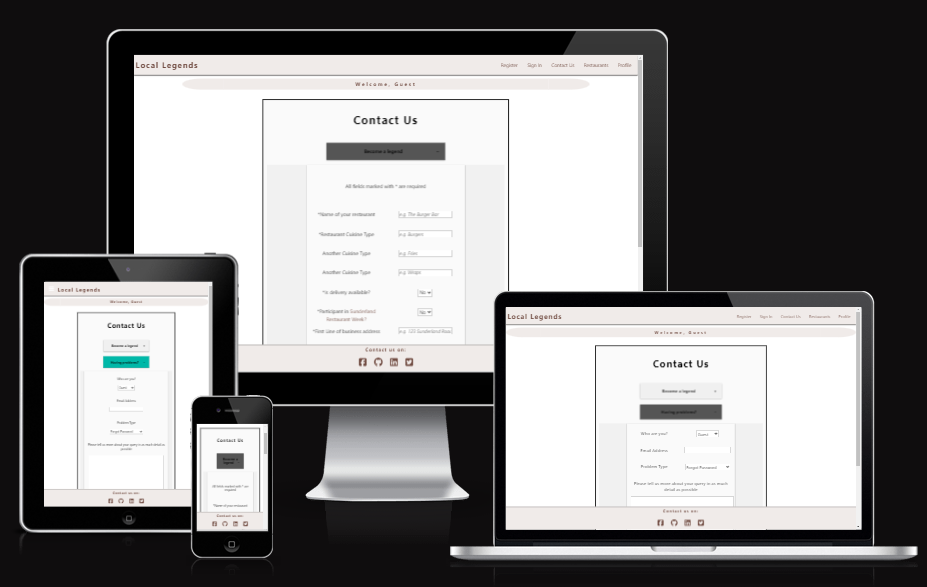 Local Legends
Register Sign In Contact Us Restaurants Profile
Welcome, Guest
Contact Us
Become a legend
All fields marked with * are required
*Name of your restaurant e.g. The Burger Bar
*Restaurant Cuisine Type e.g. Burgers
Another Cuisine Type e.g. Fries
Another Cuisine Type e.g. Wraps
*Is delivery available? No
*Participant in Sunderland No
Restaurant Week?
*First Line of business address e.g. 123 Sunderland Road
Contact us on:
Local Legends
Welcome, Guest
Contact Us
Become a legend
Having problems?
Who are you?
Guest
Email Address
Problem Type
Forgot Password
Please tell us more about your query in as much detail as
possible
Contact us on:
Contact Us
Become a
legend
All fields marked with * are
required
*Name of your restaurant
Contact us on:
Local Legends
Register Sign In Contact Us Restaurants Profile
Welcome, Guest
Contact Us
Become a legend
Having problems?
Who are you?* Guest
Email Address
Problem Type Forgot Password
Please tell us more about your query in as much
detail as possible
Contact us on: